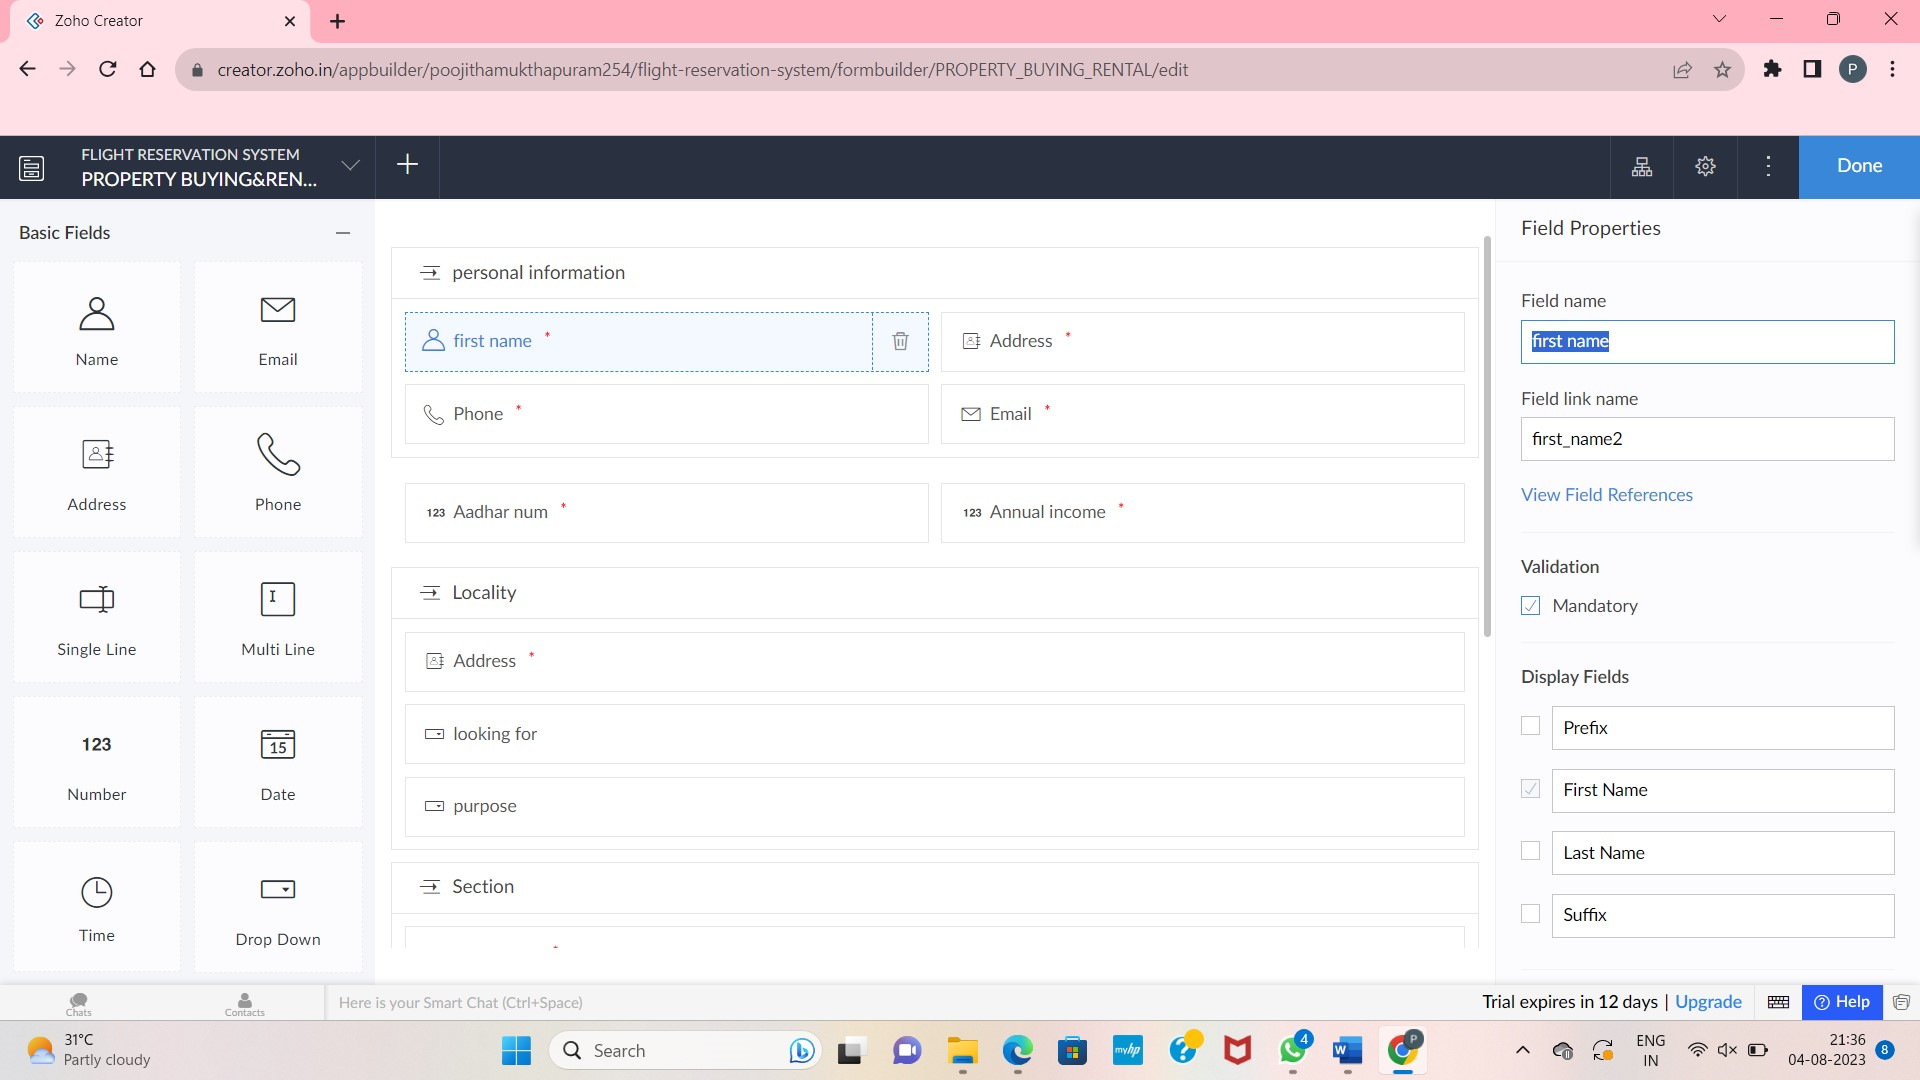 Zoho Creator
creator.zoho.in/appbuilder/poojithamukthapuram254/flight-reservation-system/formbuilder/PROPERTY_BUYING_RENTAL/edit
P
FLIGHT RESERVATION SYSTEM
PROPERTY BUYING&REN...
Done
Basic Fields
Name
Email
Address
Phone
Single Line
Multi Line
123
Number
15
Date
Time
Drop Down
personal information
first name *
Address *
Phone *
Email *
123 Aadhar num *
123 Annual income *
Locality
Address *
looking for
purpose
Section
*
Field Properties
Field name
first name
Field link name
first_name2
View Field References
Validation
Mandatory
Display Fields
Prefix
First Name
Last Name
Suffix
Chats
Contacts
Here is your Smart Chat (Ctrl+Space)
Trial expires in 12 days | Upgrade
Help
31°C
Partly cloudy
Search
myhp
4
W
P
ENG
IN
21:36
04-08-2023
8